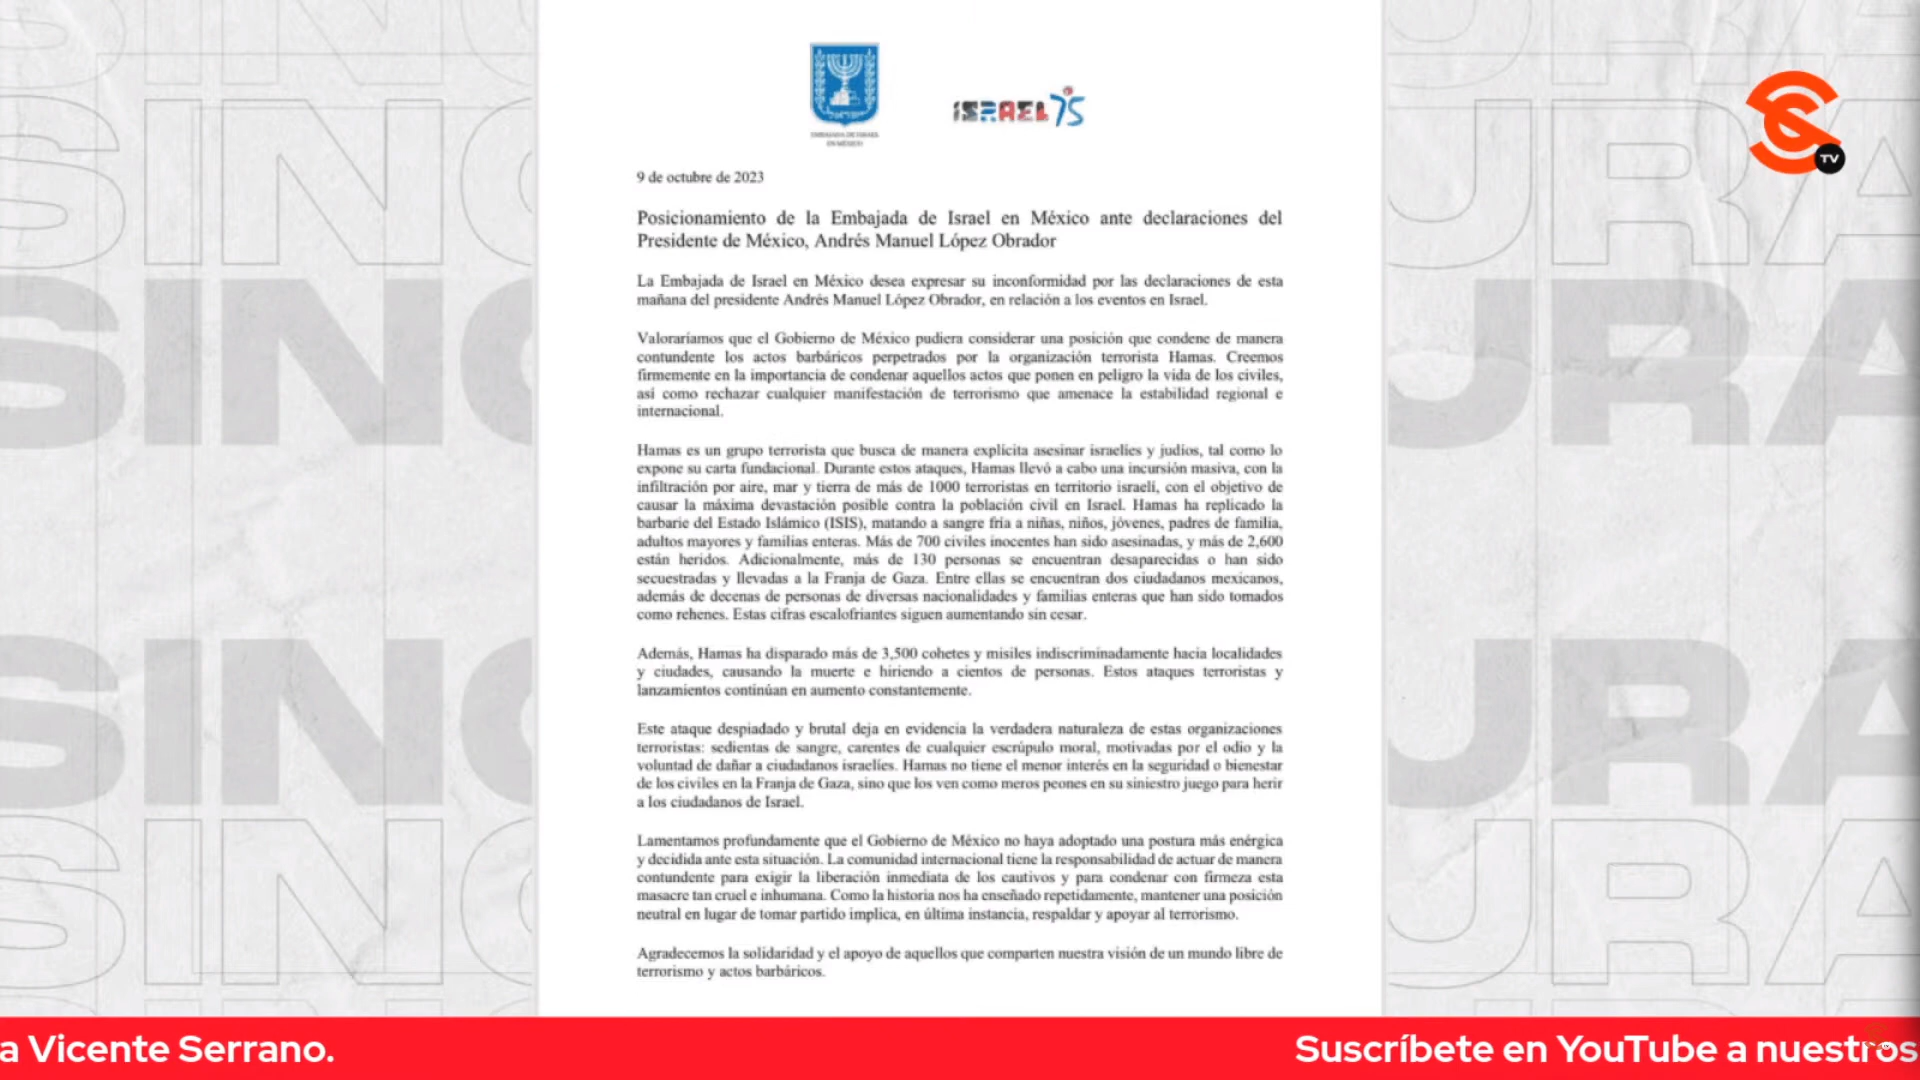 SINC
URA
SINC
URA
SINC
URA
SINC
URA
SINC
EMBAJADA DE ISRAEL
EN MÉXICO
ISRAEL 75
TV
9 de octubre de 2023
Posicionamiento de la Embajada de Israel en México ante declaraciones del
Presidente de México, Andrés Manuel López Obrador
La Embajada de Israel en México desea expresar su inconformidad por las declaraciones de esta
mañana del presidente Andrés Manuel López Obrador, en relación a los eventos en Israel.
Valoraríamos que el Gobierno de México pudiera considerar una posición que condene de manera
contundente los actos barbáricos perpetrados por la organización terrorista Hamas. Creemos
firmemente en la importancia de condenar aquellos actos que ponen en peligro la vida de los civiles,
así como rechazar cualquier manifestación de terrorismo que amenace la estabilidad regional e
internacional.
Hamas es un grupo terrorista que busca de manera explícita asesinar israelíes y judíos, tal como lo
expone su carta fundacional. Durante estos ataques, Hamas llevó a cabo una incursión masiva, con la
infiltración por aire, mar y tierra de más de 1000 terroristas en territorio israelí, con el objetivo de
causar la máxima devastación posible contra la población civil en Israel. Hamas ha replicado la
barbarie del Estado Islámico (ISIS), matando a sangre fría a niñas, niños, jóvenes, padres de familia,
adultos mayores y familias enteras. Más de 700 civiles inocentes han sido asesinadas, y más de 2,600
están heridos. Adicionalmente, más de 130 personas se encuentran desaparecidas o han sido
secuestradas y llevadas a la Franja de Gaza. Entre ellas se encuentran dos ciudadanos mexicanos,
además de decenas de personas de diversas nacionalidades y familias enteras que han sido tomados
como rehenes. Estas cifras escalofriantes siguen aumentando sin cesar.
Además, Hamas ha disparado más de 3,500 cohetes y misiles indiscriminadamente hacia localidades
y ciudades, causando la muerte e hiriendo a cientos de personas. Estos ataques terroristas y
lanzamientos continúan en aumento constantemente.
Este ataque despiadado y brutal deja en evidencia la verdadera naturaleza de estas organizaciones
terroristas: sedientas de sangre, carentes de cualquier escrúpulo moral, motivadas por el odio y la
voluntad de dañar a ciudadanos israelíes. Hamas no tiene el menor interés en la seguridad o bienestar
de los civiles en la Franja de Gaza, sino que los ven como meros peones en su siniestro juego para herir
a los ciudadanos de Israel.
Lamentamos profundamente que el Gobierno de México no haya adoptado una postura más enérgica
y decidida ante esta situación. La comunidad internacional tiene la responsabilidad de actuar de manera
contundente para exigir la liberación inmediata de los cautivos y para condenar con firmeza esta
masacre tan cruel e inhumana. Como la historia nos ha enseñado repetidamente, mantener una posición
neutral en lugar de tomar partido implica, en última instancia, respaldar y apoyar al terrorismo.
Agradecemos la solidaridad y el apoyo de aquellos que comparten nuestra visión de un mundo libre de
terrorismo y actos barbáricos.
a Vicente Serrano.
Suscríbete en YouTube a nuestros